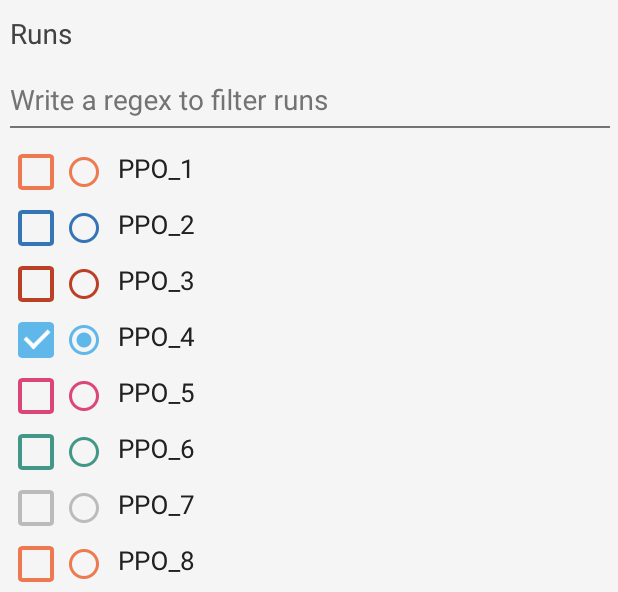 Runs
Write a regex to filter runs
PPO_1
PPO_2
PPO_3
PPO_4
PPO_5
PPO_6
PPO_7
PPO_8